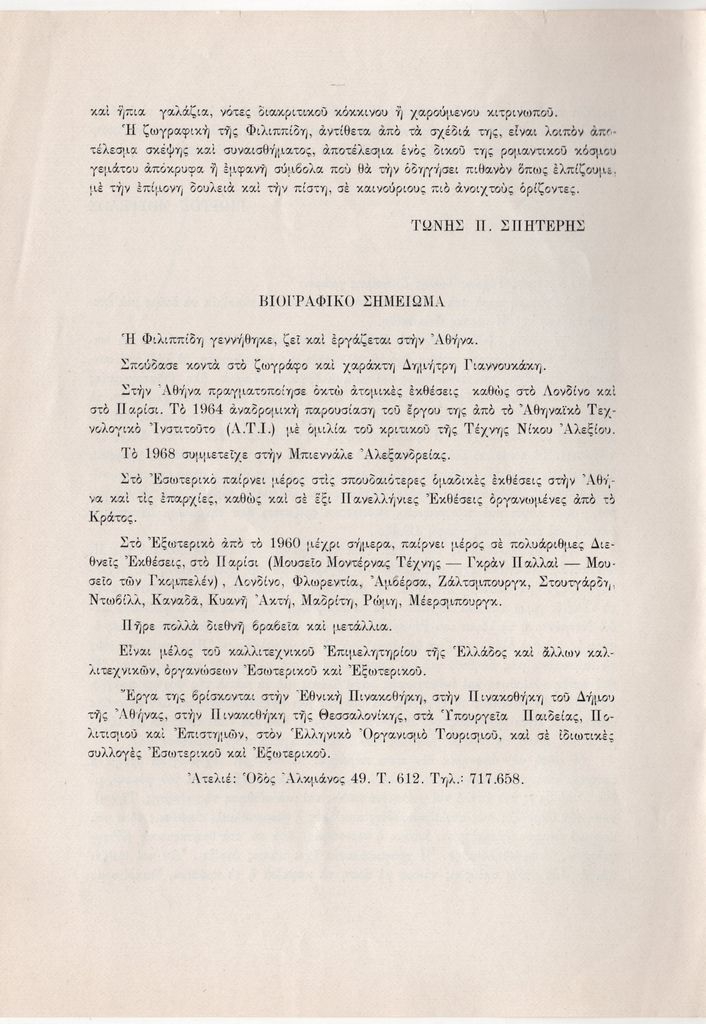 καὶ ἤπια γαλάζια, νότες διακριτικοῦ κόκκινου ἢ χαρούμενου κιτρινωποῦ.
Ἡ ζωγραφικὴ τῆς Φιλιππίδη, ἀντίθετα ἀπὸ τὰ σχέδιά της, εἶναι λοιπὸν ἀπο-
τέλεσμα σκέψης καὶ συναισθήματος, ἀποτέλεσμα ἑνὸς δικοῦ της ρομαντικοῦ κόσμου
γεμάτου ἀπόκρυφα ἢ ἐμφανῆ σύμβολα ποὺ θὰ τὴν ὁδηγήσει πιθανὸν ὅπως ἐλπίζουμε,
μὲ τὴν ἐπίμονη δουλειὰ καὶ τὴν πίστη, σὲ καινούριους πιὸ ἀνοιχτοὺς ὁρίζοντες.
ΤΩΝΗΣ Π. ΣΠΗΤΕΡΗΣ
ΒΙΟΓΡΑΦΙΚΟ ΣΗΜΕΙΩΜΑ
Ἡ Φιλιππίδη γεννήθηκε, ζεῖ καὶ ἐργάζεται στὴν Ἀθήνα.
Σπούδασε κοντὰ στὸ ζωγράφο καὶ χαράκτη Δημήτρη Γιαννουκάκη.
Στὴν Ἀθήνα πραγματοποίησε ὀκτὼ ἀτομικὲς ἐκθέσεις καθὼς στὸ Λονδίνο καὶ
στὸ Παρίσι. Τὸ 1964 ἀναδρομικὴ παρουσίαση τοῦ ἔργου της ἀπὸ τὸ Ἀθηναϊκὸ Τεχ-
νολογικὸ Ἰνστιτοῦτο (Α.Τ.Ι.) μὲ ὁμιλία τοῦ κριτικοῦ τῆς Τέχνης Νίκου Ἀλεξίου.
Τὸ 1968 συμμετεῖχε στὴν Μπιεννάλε Ἀλεξανδρείας.
Στὸ Ἐσωτερικὸ παίρνει μέρος στὶς σπουδαιότερες ὁμαδικὲς ἐκθέσεις στὴν Ἀθή-
να καὶ τὶς ἐπαρχίες, καθὼς καὶ σὲ ἕξι Πανελλήνιες Ἐκθέσεις ὀργανωμένες ἀπὸ τὸ
Κράτος.
Στὸ Ἐξωτερικὸ ἀπὸ τὸ 1960 μέχρι σήμερα, παίρνει μέρος σὲ πολυάριθμες Διε-
θνεῖς Ἐκθέσεις, στὸ Παρίσι (Μουσεῖο Μοντέρνας Τέχνης — Γκρὰν Παλλαὶ — Μου-
σεῖο τῶν Γκομπελέν), Λονδίνο, Φλωρεντία, Ἀμβέρσα, Ζάλτσμπουργκ, Στουτγάρδη,
Ντωβίλλ, Καναδᾶ, Κυανῆ Ἀκτή, Μαδρίτη, Ρώμη, Μέερσμπουργκ.
Πῆρε πολλὰ διεθνῆ βραβεῖα καὶ μετάλλια.
Εἶναι μέλος τοῦ καλλιτεχνικοῦ Ἐπιμελητηρίου τῆς Ἑλλάδος καὶ ἄλλων καλ-
λιτεχνικῶν, ὀργανώσεων Ἐσωτερικοῦ καὶ Ἐξωτερικοῦ.
Ἔργα της βρίσκονται στὴν Ἐθνικὴ Πινακοθήκη, στὴν Πινακοθήκη τοῦ Δήμου
τῆς Ἀθήνας, στὴν Πινακοθήκη τῆς Θεσσαλονίκης, στὰ Ὑπουργεῖα Παιδείας, Πο-
λιτισμοῦ καὶ Ἐπιστημῶν, στὸν Ἑλληνικὸ Ὀργανισμὸ Τουρισμοῦ, καὶ σὲ ἰδιωτικὲς
συλλογὲς Ἐσωτερικοῦ καὶ Ἐξωτερικοῦ.
Ἀτελιέ: Ὁδὸς Ἀλκμάνος 49. Τ. 612. Τηλ.: 717.658.